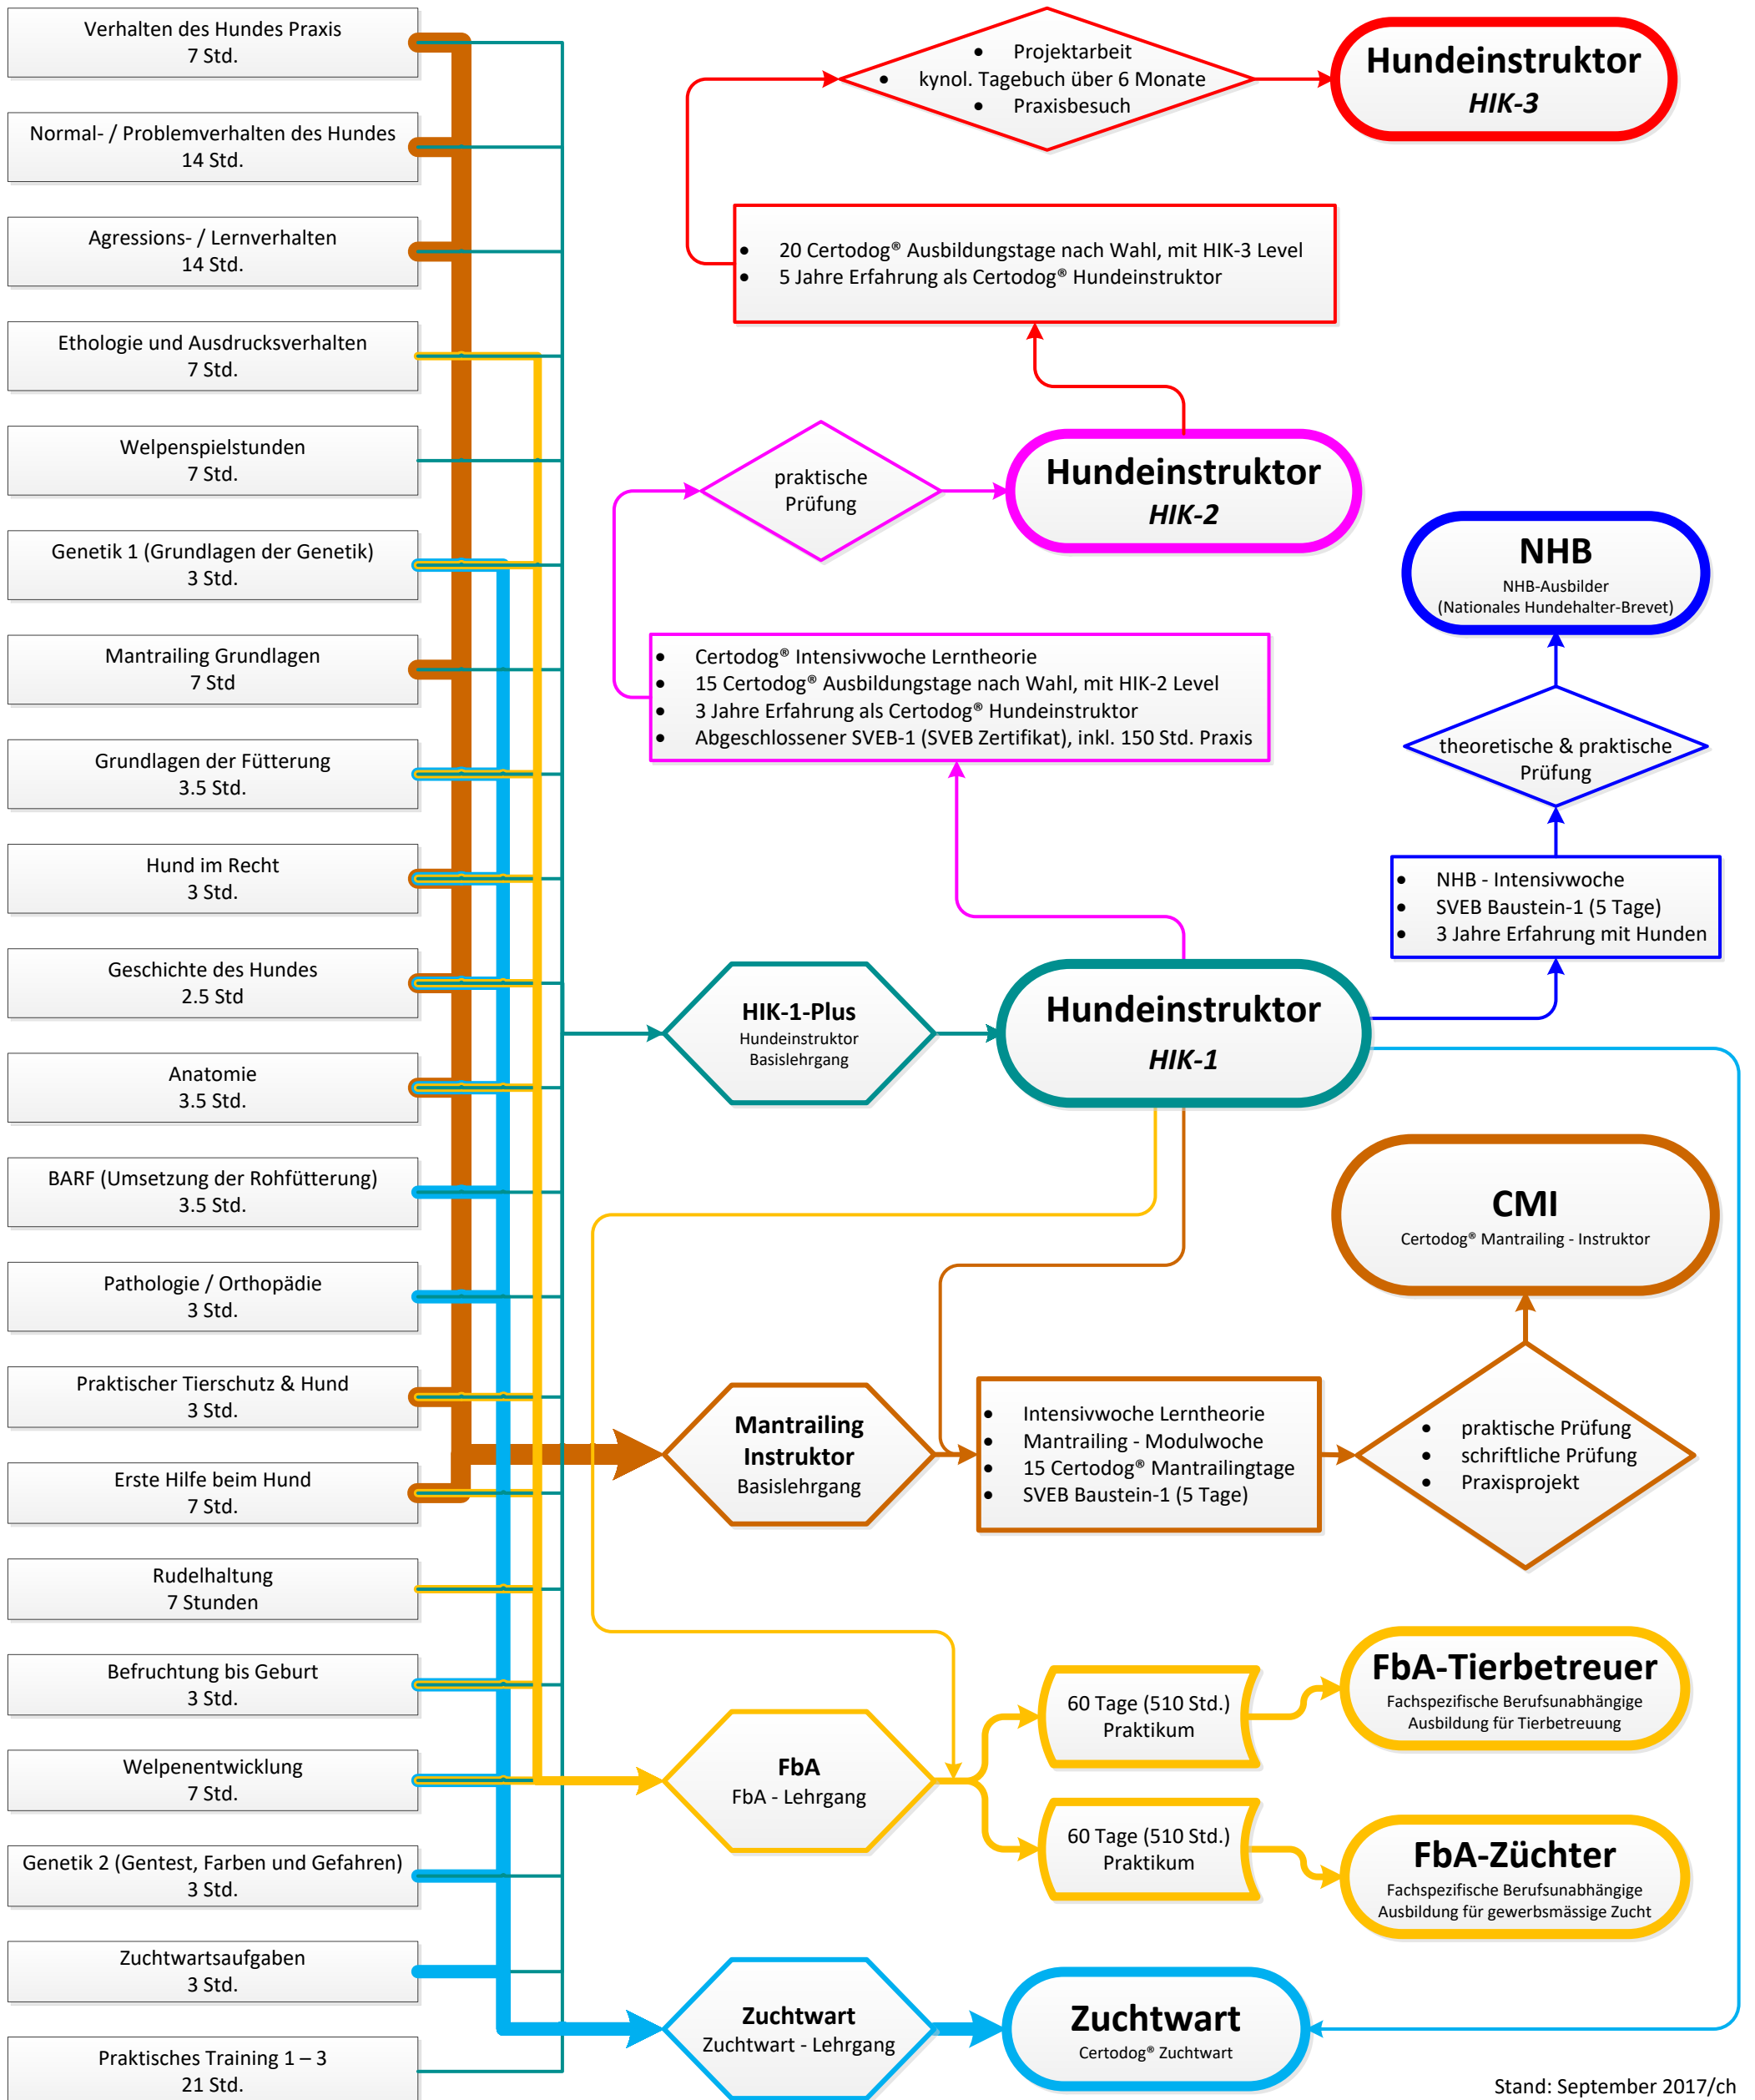 Verhalten des Hundes Praxis
7 Std.
Normal- / Problemverhalten des Hundes
14 Std.
Agressions- / Lernverhalten
14 Std.
Ethologie und Ausdrucksverhalten
7 Std.
Welpenspielstunden
7 Std.
Genetik 1 (Grundlagen der Genetik)
3 Std.
Mantrailing Grundlagen
7 Std
Grundlagen der Fütterung
3.5 Std.
Hund im Recht
3 Std.
Geschichte des Hundes
2.5 Std
Anatomie
3.5 Std.
BARF (Umsetzung der Rohfütterung)
3.5 Std.
Pathologie / Orthopädie
3 Std.
Praktischer Tierschutz & Hund
3 Std.
Erste Hilfe beim Hund
7 Std.
Rudelhaltung
7 Stunden
Befruchtung bis Geburt
3 Std.
Welpenentwicklung
7 Std.
Genetik 2 (Gentest, Farben und Gefahren)
3 Std.
Zuchtwartsaufgaben
3 Std.
Praktisches Training 1 – 3
21 Std.
• Projektarbeit
• kynol. Tagebuch über 6 Monate
• Praxisbesuch
Hundeinstruktor
HIK-3
• 20 Certodog® Ausbildungstage nach Wahl, mit HIK-3 Level
• 5 Jahre Erfahrung als Certodog® Hundeinstruktor
praktische
Prüfung
Hundeinstruktor
HIK-2
NHB
NHB-Ausbilder
(Nationales Hundehalter-Brevet)
• Certodog® Intensivwoche Lerntheorie
• 15 Certodog® Ausbildungstage nach Wahl, mit HIK-2 Level
• 3 Jahre Erfahrung als Certodog® Hundeinstruktor
• Abgeschlossener SVEB-1 (SVEB Zertifikat), inkl. 150 Std. Praxis
theoretische & praktische
Prüfung
• NHB - Intensivwoche
• SVEB Baustein-1 (5 Tage)
• 3 Jahre Erfahrung mit Hunden
HIK-1-Plus
Hundeinstruktor
Basislehrgang
Hundeinstruktor
HIK-1
CMI
Certodog® Mantrailing - Instruktor
Mantrailing
Instruktor
Basislehrgang
• Intensivwoche Lerntheorie
• Mantrailing - Modulwoche
• 15 Certodog® Mantrailingtage
• SVEB Baustein-1 (5 Tage)
• praktische Prüfung
• schriftliche Prüfung
• Praxisprojekt
FbA
FbA - Lehrgang
60 Tage (510 Std.)
Praktikum
FbA-Tierbetreuer
Fachspezifische Berufsunabhängige
Ausbildung für Tierbetreuung
60 Tage (510 Std.)
Praktikum
FbA-Züchter
Fachspezifische Berufsunabhängige
Ausbildung für gewerbsmässige Zucht
Zuchtwart
Zuchtwart - Lehrgang
Zuchtwart
Certodog® Zuchtwart
Stand: September 2017/ch